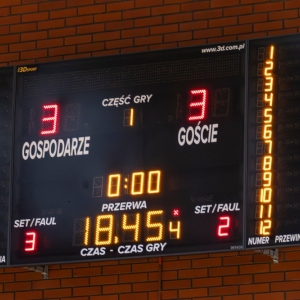 www.3d.com.pl
3D
CZĘŚĆ GRY
3 1 3
GOSPODARZE GOŚCIE
0:00
PRZERWA
SET/FAUL SET/FAUL
3 18.45 4 2
CZAS - CZAS GRY
1
2
3
4
5
6
7
8
9
10
11
12
NUMER PRZEWIN